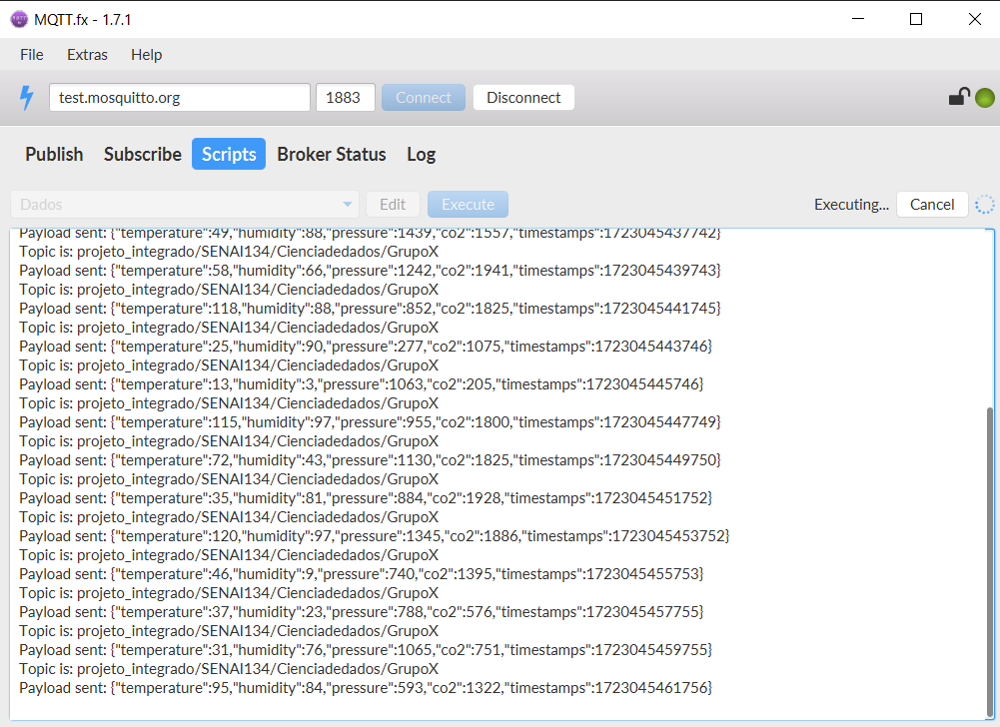 MQTT.fx - 1.7.1
File Extras Help
test.mosquitto.org 1883 Connect Disconnect
Publish Subscribe Scripts Broker Status Log
Dados Edit Execute Executing... Cancel
Payload sent: {"temperature":49,"humidity":88,"pressure":1439,"co2":1557,"timestamps":1723045437742}
Topic is: projeto_integrado/SENAI134/Cienciadedados/GrupoX
Payload sent: {"temperature":58,"humidity":66,"pressure":1242,"co2":1941,"timestamps":1723045439743}
Topic is: projeto_integrado/SENAI134/Cienciadedados/GrupoX
Payload sent: {"temperature":118,"humidity":88,"pressure":852,"co2":1825,"timestamps":1723045441745}
Topic is: projeto_integrado/SENAI134/Cienciadedados/GrupoX
Payload sent: {"temperature":25,"humidity":90,"pressure":277,"co2":1075,"timestamps":1723045443746}
Topic is: projeto_integrado/SENAI134/Cienciadedados/GrupoX
Payload sent: {"temperature":13,"humidity":3,"pressure":1063,"co2":205,"timestamps":1723045445746}
Topic is: projeto_integrado/SENAI134/Cienciadedados/GrupoX
Payload sent: {"temperature":115,"humidity":97,"pressure":955,"co2":1800,"timestamps":1723045447749}
Topic is: projeto_integrado/SENAI134/Cienciadedados/GrupoX
Payload sent: {"temperature":72,"humidity":43,"pressure":1130,"co2":1825,"timestamps":1723045449750}
Topic is: projeto_integrado/SENAI134/Cienciadedados/GrupoX
Payload sent: {"temperature":35,"humidity":81,"pressure":884,"co2":1928,"timestamps":1723045451752}
Topic is: projeto_integrado/SENAI134/Cienciadedados/GrupoX
Payload sent: {"temperature":120,"humidity":97,"pressure":1345,"co2":1886,"timestamps":1723045453752}
Topic is: projeto_integrado/SENAI134/Cienciadedados/GrupoX
Payload sent: {"temperature":46,"humidity":9,"pressure":740,"co2":1395,"timestamps":1723045455753}
Topic is: projeto_integrado/SENAI134/Cienciadedados/GrupoX
Payload sent: {"temperature":37,"humidity":23,"pressure":788,"co2":576,"timestamps":1723045457755}
Topic is: projeto_integrado/SENAI134/Cienciadedados/GrupoX
Payload sent: {"temperature":31,"humidity":76,"pressure":1065,"co2":751,"timestamps":1723045459755}
Topic is: projeto_integrado/SENAI134/Cienciadedados/GrupoX
Payload sent: {"temperature":95,"humidity":84,"pressure":593,"co2":1322,"timestamps":1723045461756}